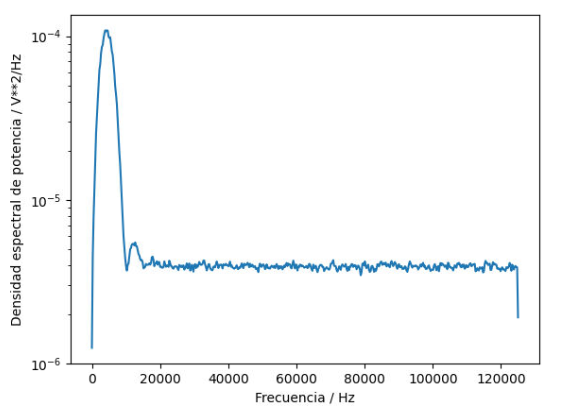 10⁻⁴
10⁻⁵
10⁻⁶
Densidad espectral de potencia / V**2/Hz
0 20000 40000 60000 80000 100000 120000
Frecuencia / Hz